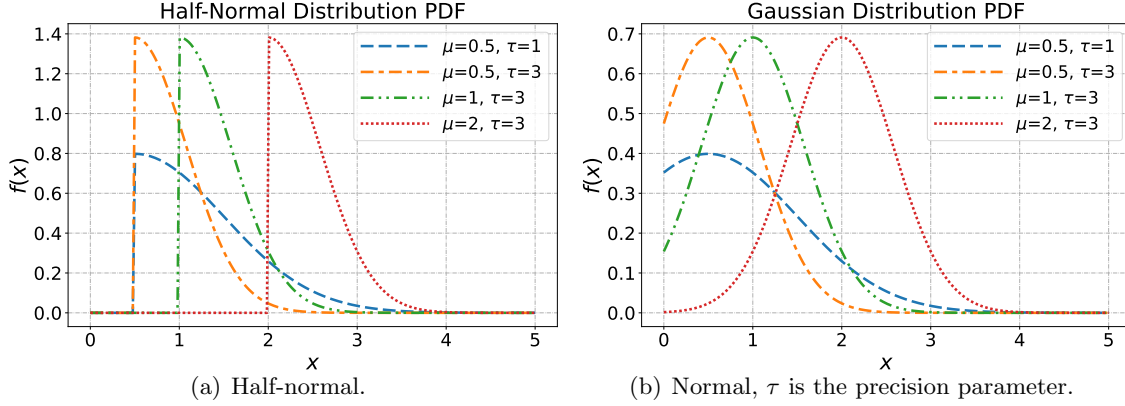 Half-Normal Distribution PDF
1.4
1.2
1.0
0.8
0.6
0.4
0.2
0.0
f(x)
μ=0.5, τ=1
μ=0.5, τ=3
μ=1, τ=3
μ=2, τ=3
0 1 2 3 4 5
x
(a) Half-normal.
Gaussian Distribution PDF
0.7
0.6
0.5
0.4
0.3
0.2
0.1
0.0
f(x)
μ=0.5, τ=1
μ=0.5, τ=3
μ=1, τ=3
μ=2, τ=3
0 1 2 3 4 5
x
(b) Normal, τ is the precision parameter.